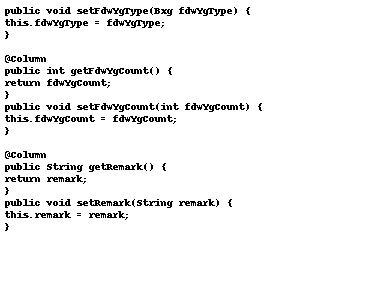 public void setFdwYgType(Bxg fdwYgType) {
this.fdwYgType = fdwYgType;
}
@Column
public int getFdwYgCount() {
return fdwYgCount;
}
public void setFdwYgCount(int fdwYgCount) {
this.fdwYgCount = fdwYgCount;
}
@Column
public String getRemark() {
return remark;
}
public void setRemark(String remark) {
this.remark = remark;
}